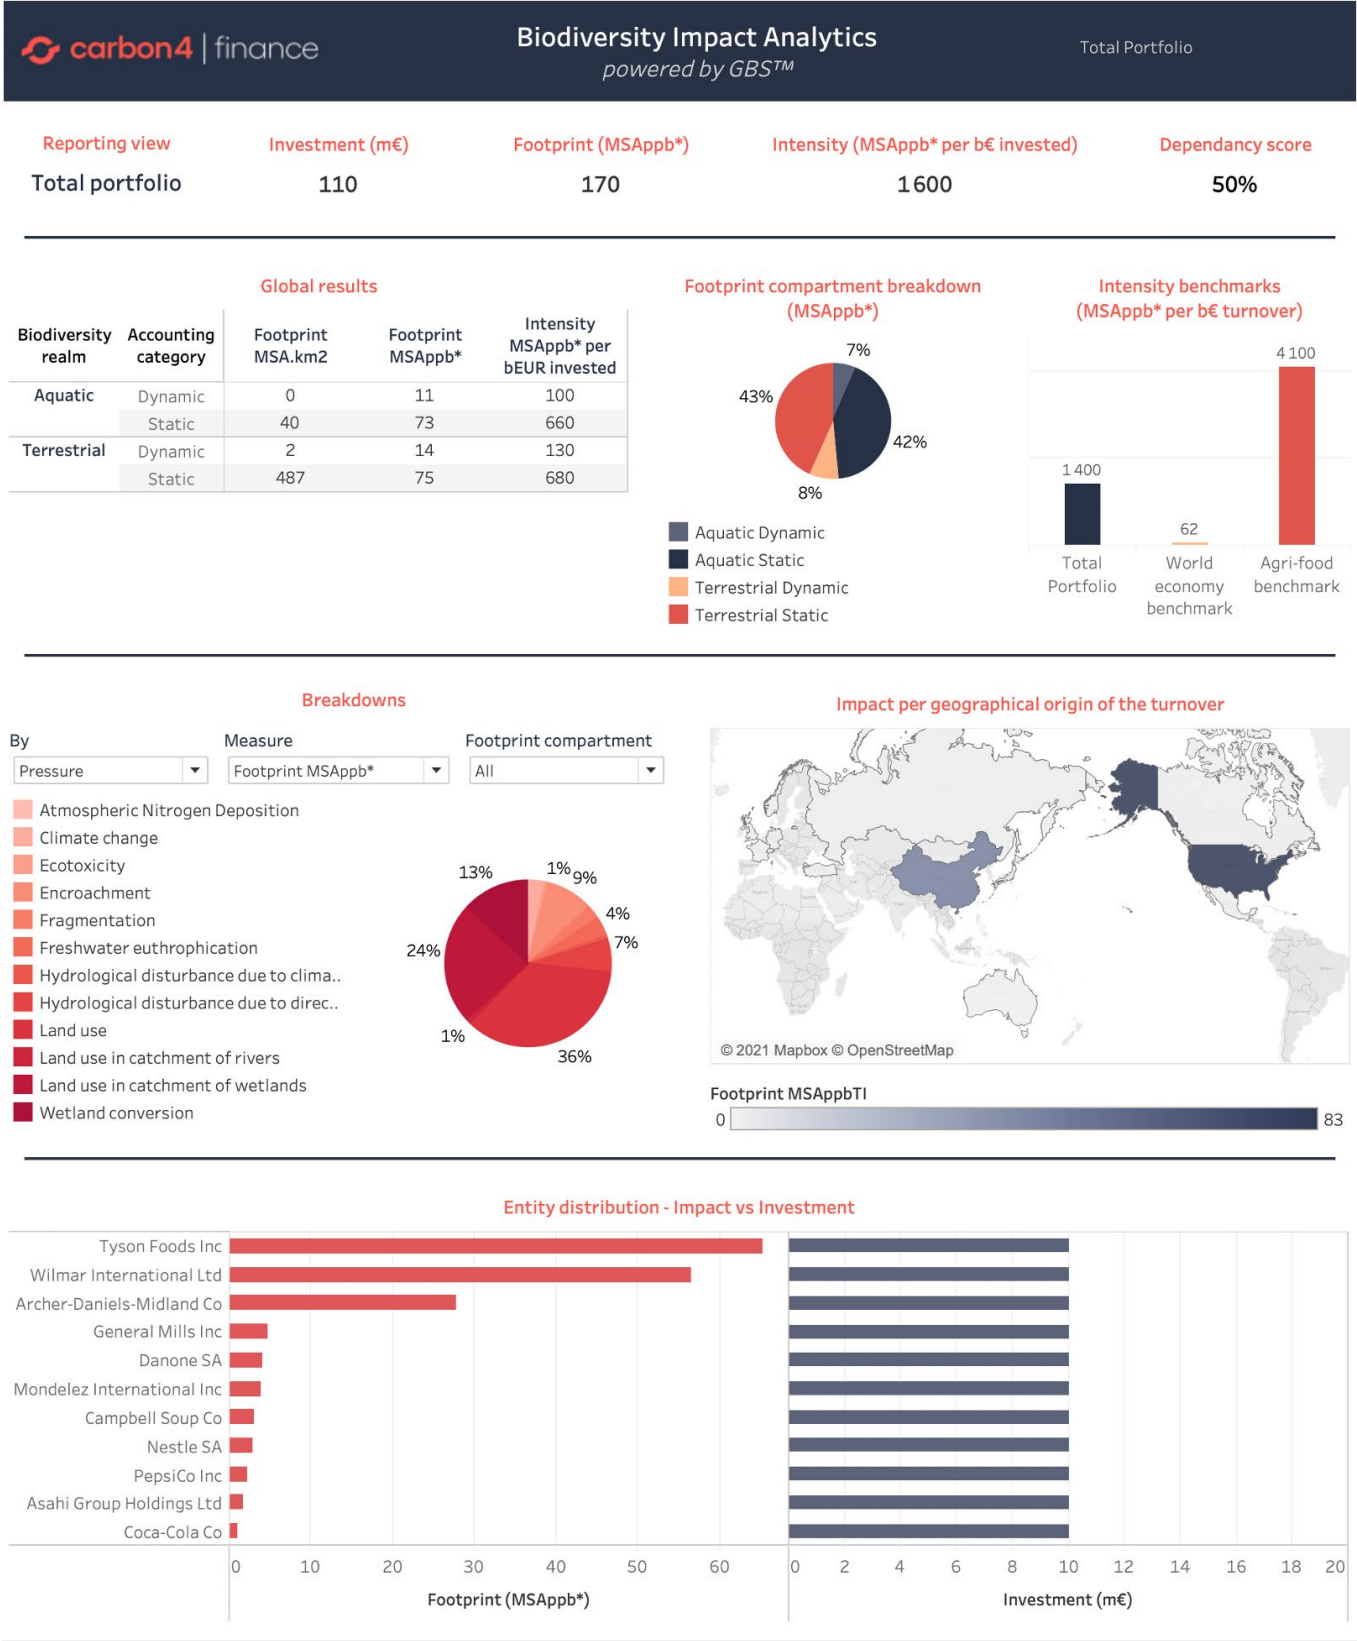 carbon4 | finance
Biodiversity Impact Analytics
powered by GBS™
Total Portfolio
Reporting view
Total portfolio
Investment (m€)
110
Footprint (MSAppb*)
170
Intensity (MSAppb* per b€ invested)
1600
Dependancy score
50%
Global results
Biodiversity realm Accounting category Footprint MSA.km2 Footprint MSAppb* Intensity MSAppb* per bEUR invested
Aquatic Dynamic 0 11 100
Static 40 73 660
Terrestrial Dynamic 2 14 130
Static 487 75 680
Footprint compartment breakdown
(MSAppb*)
7%
43%
42%
8%
Aquatic Dynamic
Aquatic Static
Terrestrial Dynamic
Terrestrial Static
Intensity benchmarks
(MSAppb* per b€ turnover)
4 100
1 400
62
Total
Portfolio
World
economy
benchmark
Agri-food
benchmark
Breakdowns
By
Pressure
Measure
Footprint MSAppb*
Footprint compartment
All
Atmospheric Nitrogen Deposition
Climate change
Ecotoxicity
Encroachment
Fragmentation
Freshwater euthrophication
Hydrological disturbance due to clima..
Hydrological disturbance due to direc..
Land use
Land use in catchment of rivers
Land use in catchment of wetlands
Wetland conversion
13%
1%
9%
4%
7%
24%
1%
36%
Impact per geographical origin of the turnover
© 2021 Mapbox © OpenStreetMap
Footprint MSAppbTI
0
83
Entity distribution - Impact vs Investment
Tyson Foods Inc
Wilmar International Ltd
Archer-Daniels-Midland Co
General Mills Inc
Danone SA
Mondelez International Inc
Campbell Soup Co
Nestle SA
PepsiCo Inc
Asahi Group Holdings Ltd
Coca-Cola Co
0 10 20 30 40 50 60
Footprint (MSAppb*)
0 2 4 6 8 10 12 14 16 18 20
Investment (m€)